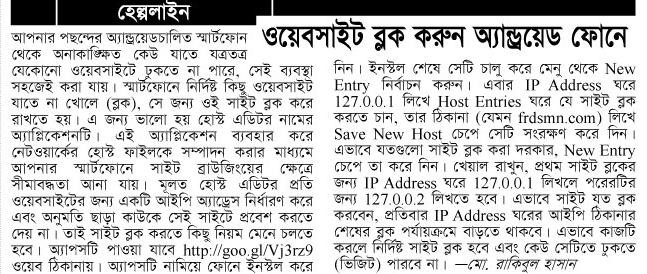 হেল্পলাইন
ওয়েবসাইট ব্লক করুন অ্যান্ড্রয়েড ফোনে
আপনার পছন্দের অ্যান্ড্রয়েডচালিত স্মার্টফোন
থেকে অনাকাঙ্ক্ষিত কেউ যাতে যত্রতত্র
যেকোনো ওয়েবসাইটে ঢুকতে না পারে, সেই ব্যবস্থা
সহজেই করা যায়। স্মার্টফোনে নির্দিষ্ট কিছু ওয়েবসাইট
যাতে না খোলে (ব্লক), সে জন্য ওই সাইট ব্লক করে
রাখতে হয়। এ জন্য ভালো হয় হোস্ট এডিটর নামের
অ্যাপ্লিকেশনটি। এই অ্যাপ্লিকেশন ব্যবহার করে
নেটওয়ার্কের হোস্ট ফাইলকে সম্পাদন করার মাধ্যমে
আপনার স্মার্টফোনে সাইট ব্রাউজিংয়ের ক্ষেত্রে
সীমাবদ্ধতা আনা যায়। মূলত হোস্ট এডিটর প্রতি
ওয়েবসাইটের জন্য একটি আইপি অ্যাড্রেস নির্ধারণ করে
এবং অনুমতি ছাড়া কাউকে সেই সাইটে প্রবেশ করতে
দেয় না। তাই সাইট ব্লক করতে কিছু নিয়ম মেনে চলতে
হবে। অ্যাপসটি পাওয়া যাবে http://goo.gl/Vj3rz9
ওয়েব ঠিকানায়। অ্যাপসটি নামিয়ে ফোনে ইনস্টল করে
নিন। ইনস্টল শেষে সেটি চালু করে মেনু থেকে New
Entry নির্বাচন করুন। এবার IP Address ঘরে
127.0.0.1 লিখে Host Entries ঘরে যে সাইট ব্লক
করতে চান, তার ঠিকানা (যেমন frdsmn.com) লিখে
Save New Host চেপে সেটি সংরক্ষণ করে দিন।
এভাবে যতগুলো সাইট ব্লক করা দরকার, New Entry
চেপে তা করে নিন। খেয়াল রাখুন, প্রথম সাইট ব্লকের
জন্য IP Address ঘরে 127.0.0.1 লিখলে পরেরটির
জন্য 127.0.0.2 লিখতে হবে। এভাবে সাইট যত ব্লক
করবেন, প্রতিবার IP Address ঘরের আইপি ঠিকানার
শেষের ব্লক পর্যায়ক্রমে বাড়তে থাকবে। এভাবে কাজটি
করলে নির্দিষ্ট সাইট ব্লক হবে এবং কেউ সেটিতে ঢুকতে
(ভিজিট) পারবে না। —মো. রাকিবুল হাসান